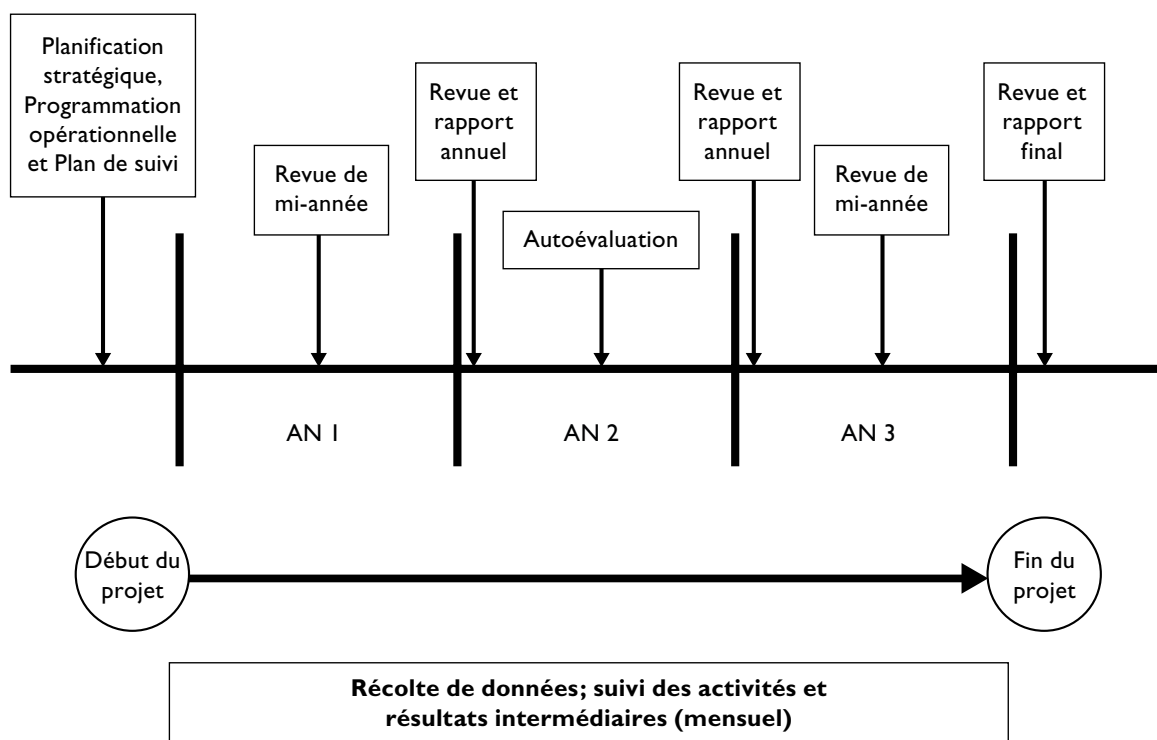 Planification
stratégique,
Programmation
opérationnelle
et Plan de suivi
Revue de
mi-année
Revue et
rapport
annuel
Autoévaluation
Revue et
rapport
annuel
Revue de
mi-année
Revue et
rapport
final
AN 1
AN 2
AN 3
Début du
projet
Fin du
projet
Récolte de données; suivi des activités et
résultats intermédiaires (mensuel)